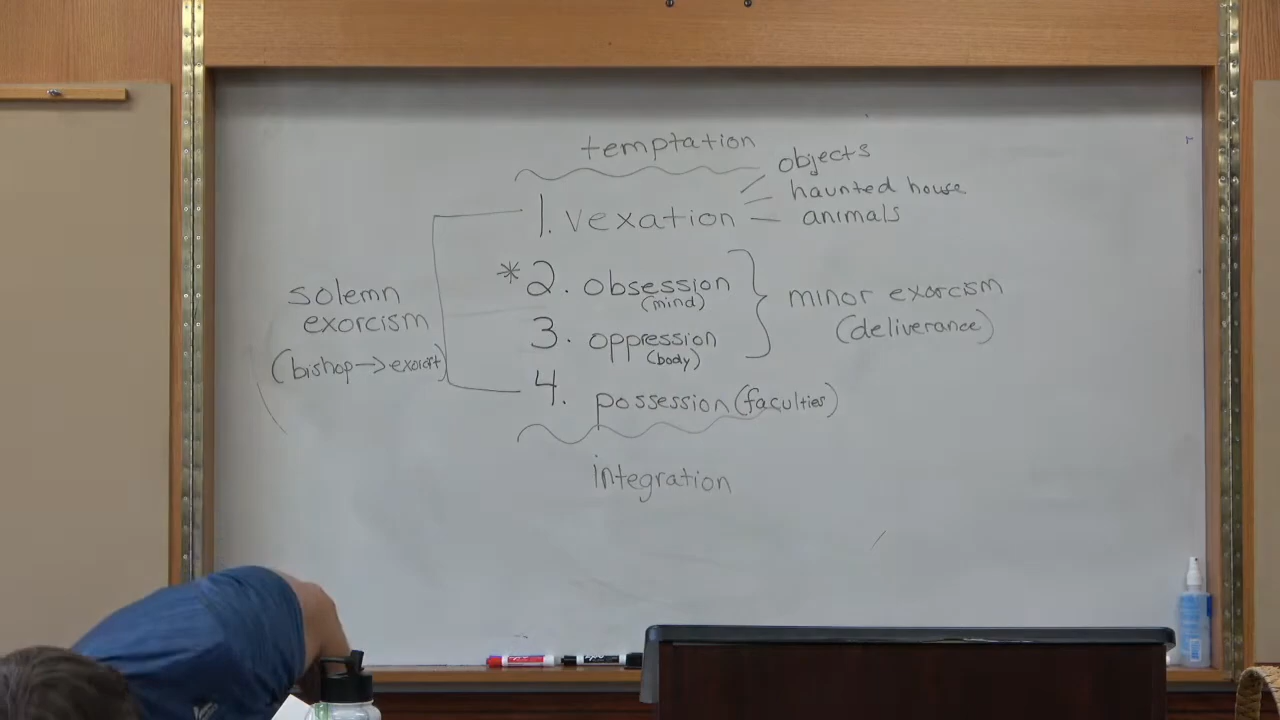 temptation
1. vexation
objects
haunted house
animals
*2. obsession
(mind)
3. oppression
(body)
4. possession (faculties)
minor exorcism
(deliverance)
solemn
exorcism
(bishop→exorcist)
integration